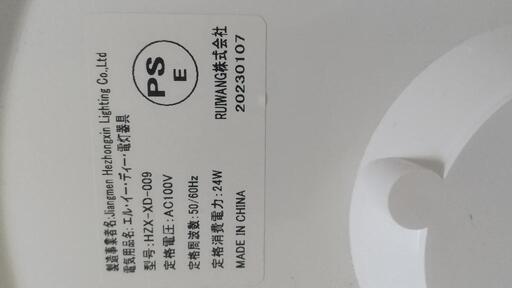 製造事業者名:Jiangmen Hezhongxin Lighting Co.,Ltd
電気用品名:エル・イー・ディー・電灯器具
型号:HZX-XD-009
定格電圧:AC100V
定格周波数:50/60Hz
定格消費電力:24W
MADE IN CHINA
PS
E
RUIWANG株式会社
20230107